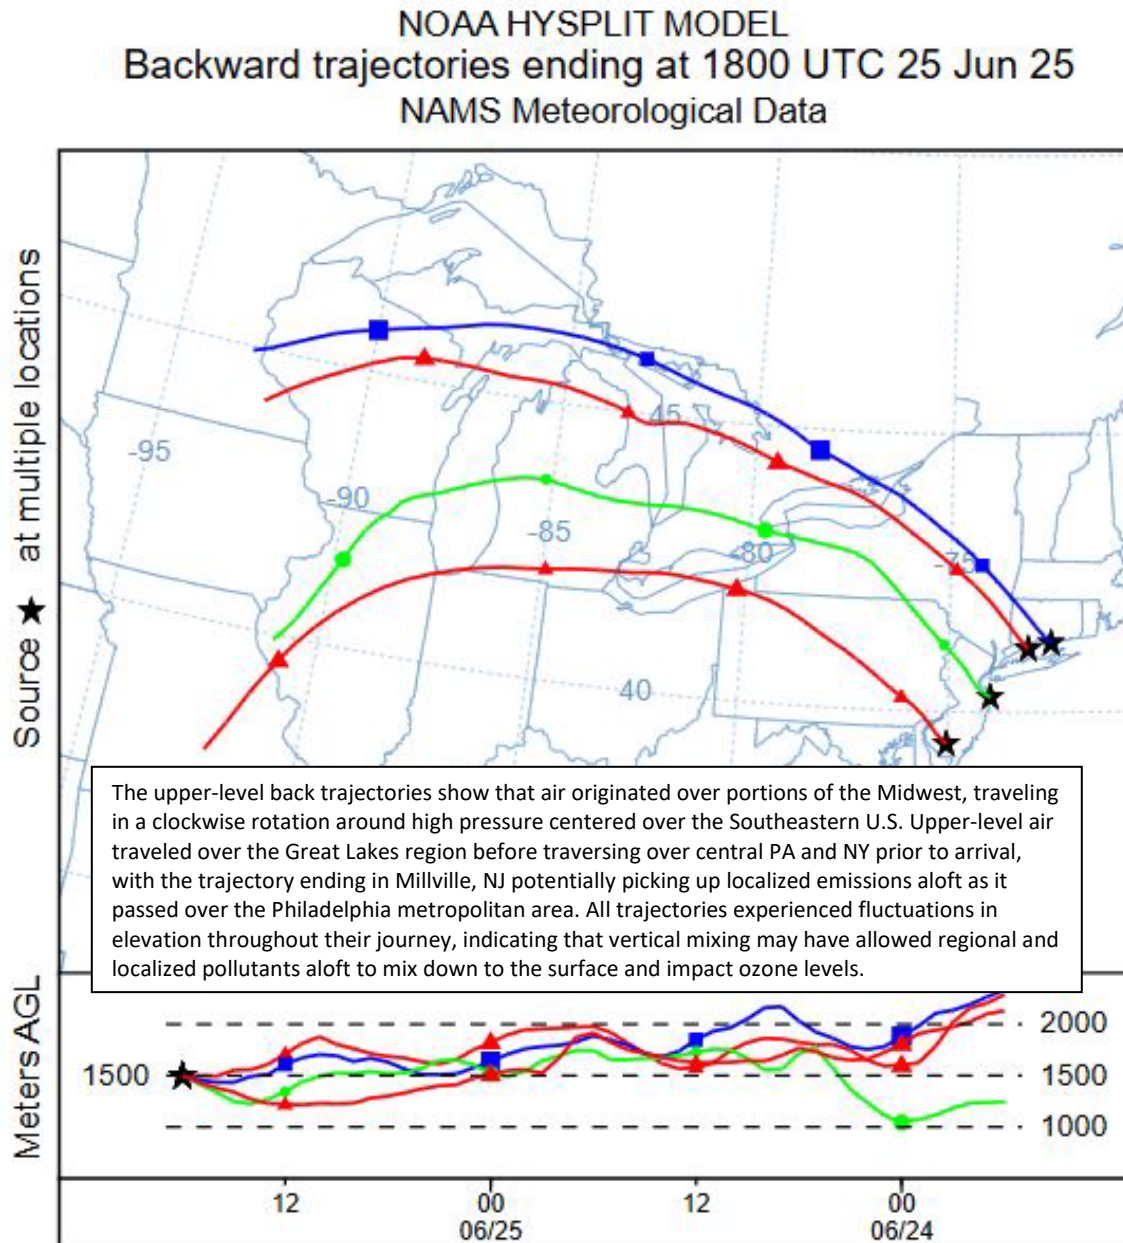 NOAA HYSPLIT MODEL
Backward trajectories ending at 1800 UTC 25 Jun 25
NAMS Meteorological Data
Source ★ at multiple locations
-95
-90
45
-85
-80
-75
40
The upper-level back trajectories show that air originated over portions of the Midwest, traveling
in a clockwise rotation around high pressure centered over the Southeastern U.S. Upper-level air
traveled over the Great Lakes region before traversing over central PA and NY prior to arrival,
with the trajectory ending in Millville, NJ potentially picking up localized emissions aloft as it
passed over the Philadelphia metropolitan area. All trajectories experienced fluctuations in
elevation throughout their journey, indicating that vertical mixing may have allowed regional and
localized pollutants aloft to mix down to the surface and impact ozone levels.
Meters AGL
2000
1500
1500
1000
12
00
12
00
06/25
06/24